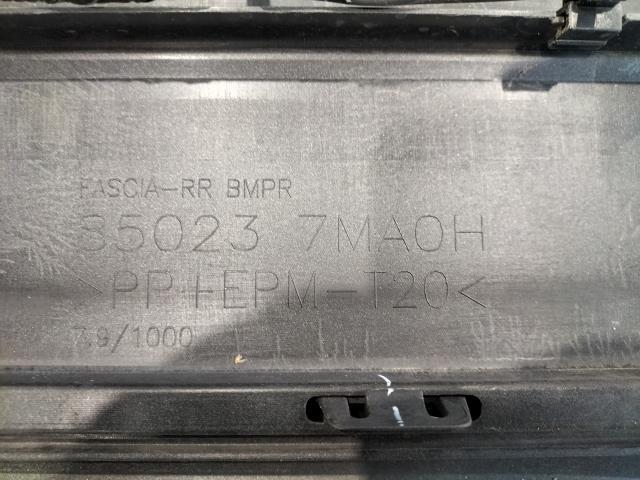 FASCIA-RR BMPR
85023 7MA0H
>PP+EPM-T20<
7.9/1000